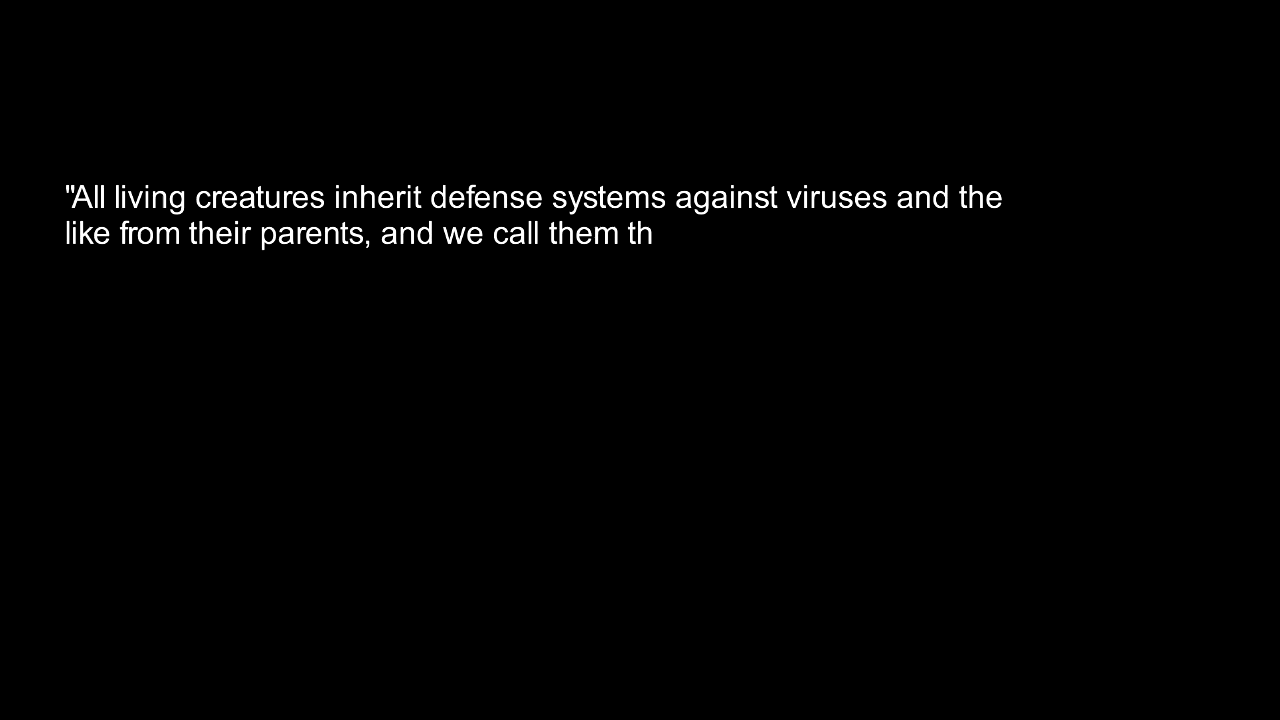 "All living creatures inherit defense systems against viruses and the
like from their parents, and we call them th